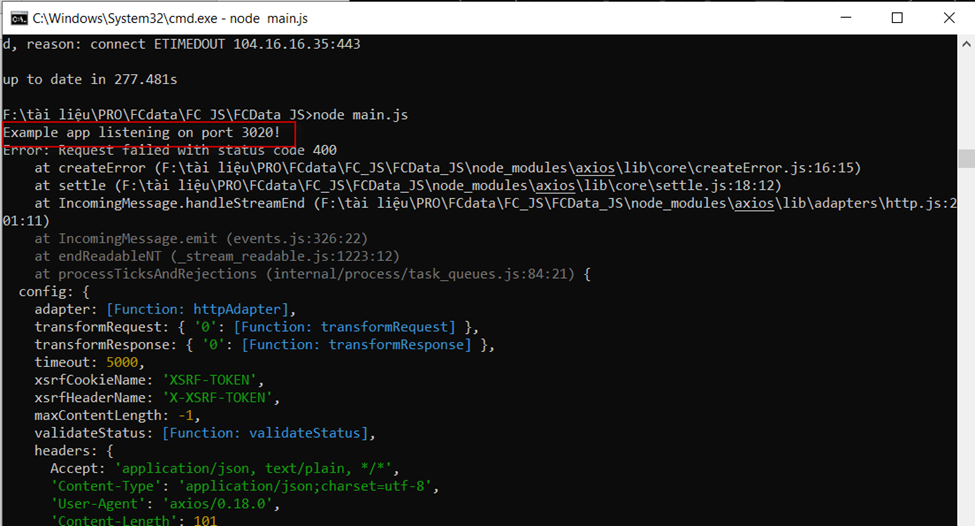 C:\Windows\System32\cmd.exe - node  main.js
d, reason: connect ETIMEDOUT 104.16.16.35:443
up to date in 277.481s
F:\tài liệu\PRO\FCdata\FC_JS\FCData_JS>node main.js
Example app listening on port 3020!
Error: Request failed with status code 400
at createError (F:\tài liệu\PRO\FCdata\FC_JS\FCData_JS\node_modules\axios\lib\core\createError.js:16:15)
at settle (F:\tài liệu\PRO\FCdata\FC_JS\FCData_JS\node_modules\axios\lib\core\settle.js:18:12)
at IncomingMessage.handleStreamEnd (F:\tài liệu\PRO\FCdata\FC_JS\FCData_JS\node_modules\axios\lib\adapters\http.js:2
01:11)
at IncomingMessage.emit (events.js:326:22)
at endReadableNT (_stream_readable.js:1223:12)
at processTicksAndRejections (internal/process/task_queues.js:84:21) {
config: {
adapter: [Function: httpAdapter],
transformRequest: { '0': [Function: transformRequest] },
transformResponse: { '0': [Function: transformResponse] },
timeout: 5000,
xsrfCookieName: 'XSRF-TOKEN',
xsrfHeaderName: 'X-XSRF-TOKEN',
maxContentLength: -1,
validateStatus: [Function: validateStatus],
headers: {
Accept: 'application/json, text/plain, */*',
'Content-Type': 'application/json;charset=utf-8',
'User-Agent': 'axios/0.18.0',
'Content-Length': 101